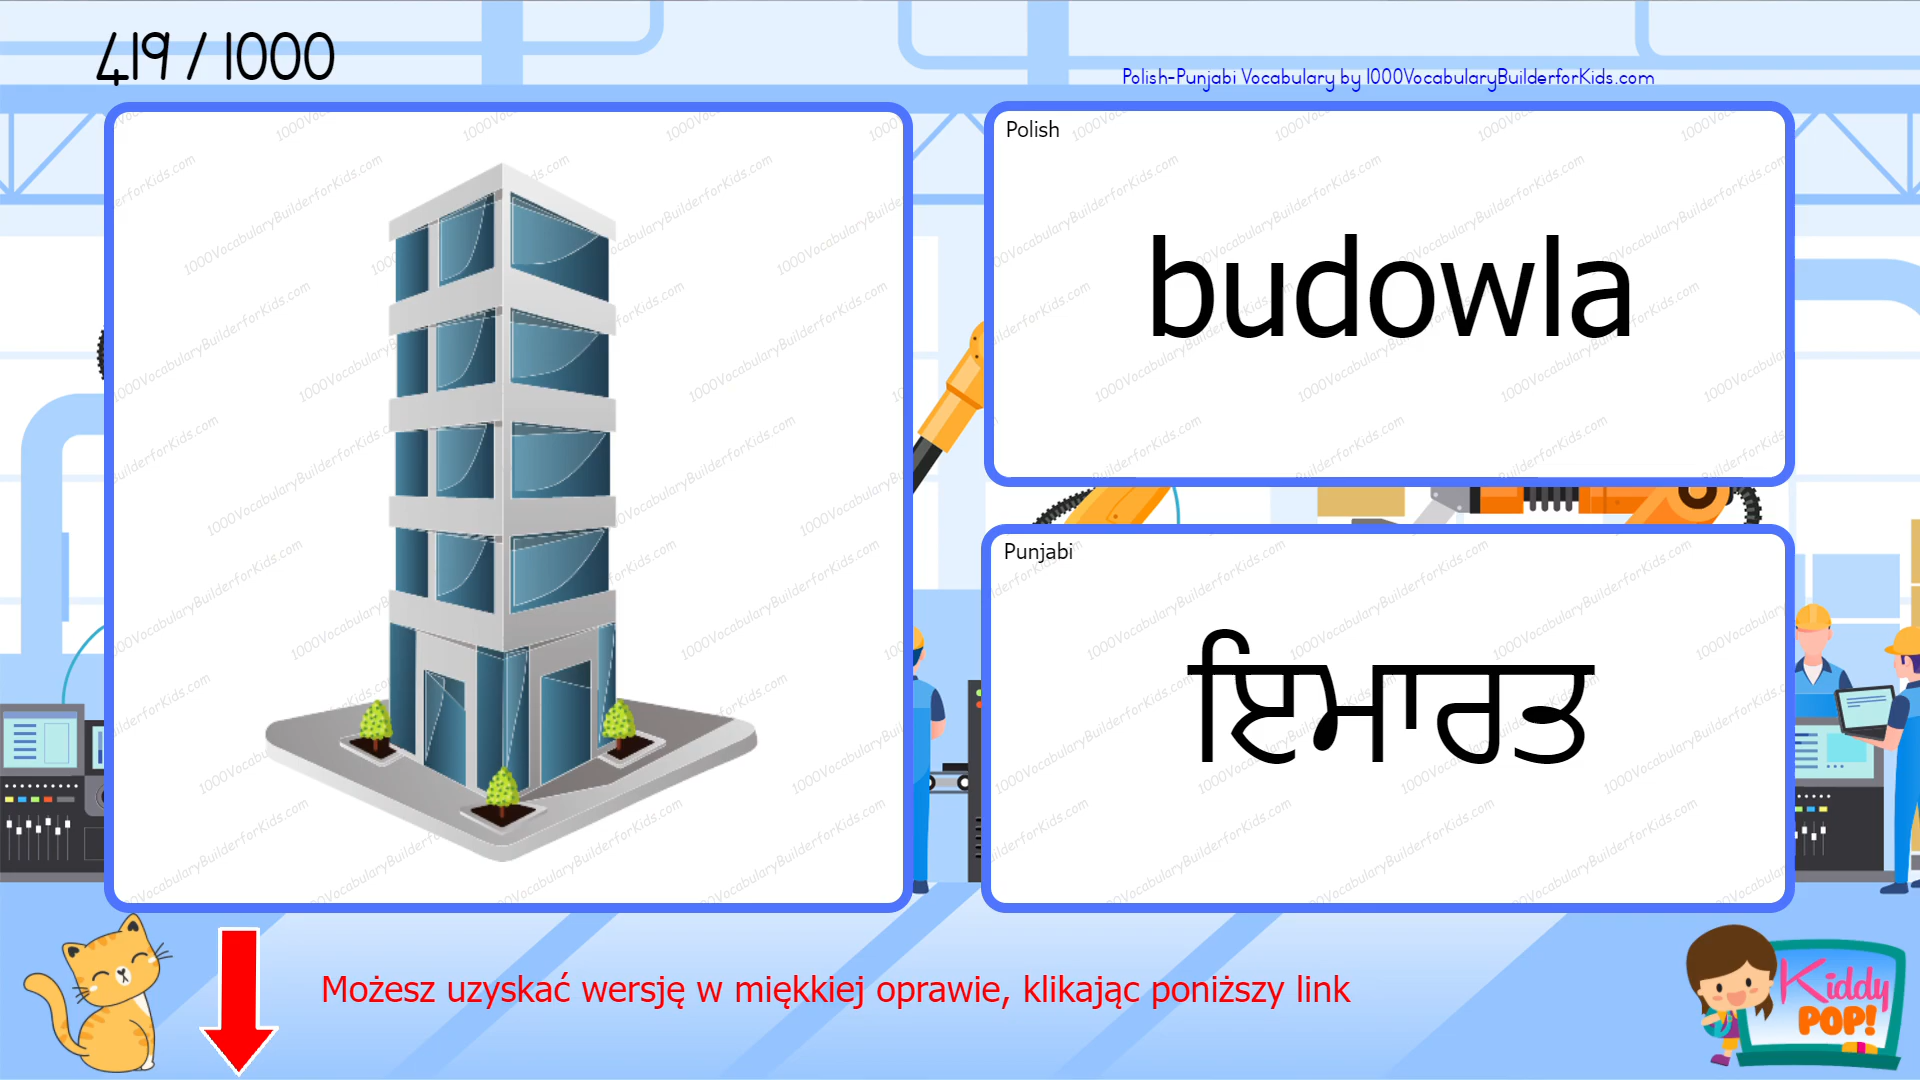 419 / 1000
Polish-Punjabi Vocabulary by 1000VocabularyBuilderforKids.com
Polish
budowla
Punjabi
ਇਮਾਰਤ
Możesz uzyskać wersję w miękkiej oprawie, klikając poniższy link
Kiddy
POP!